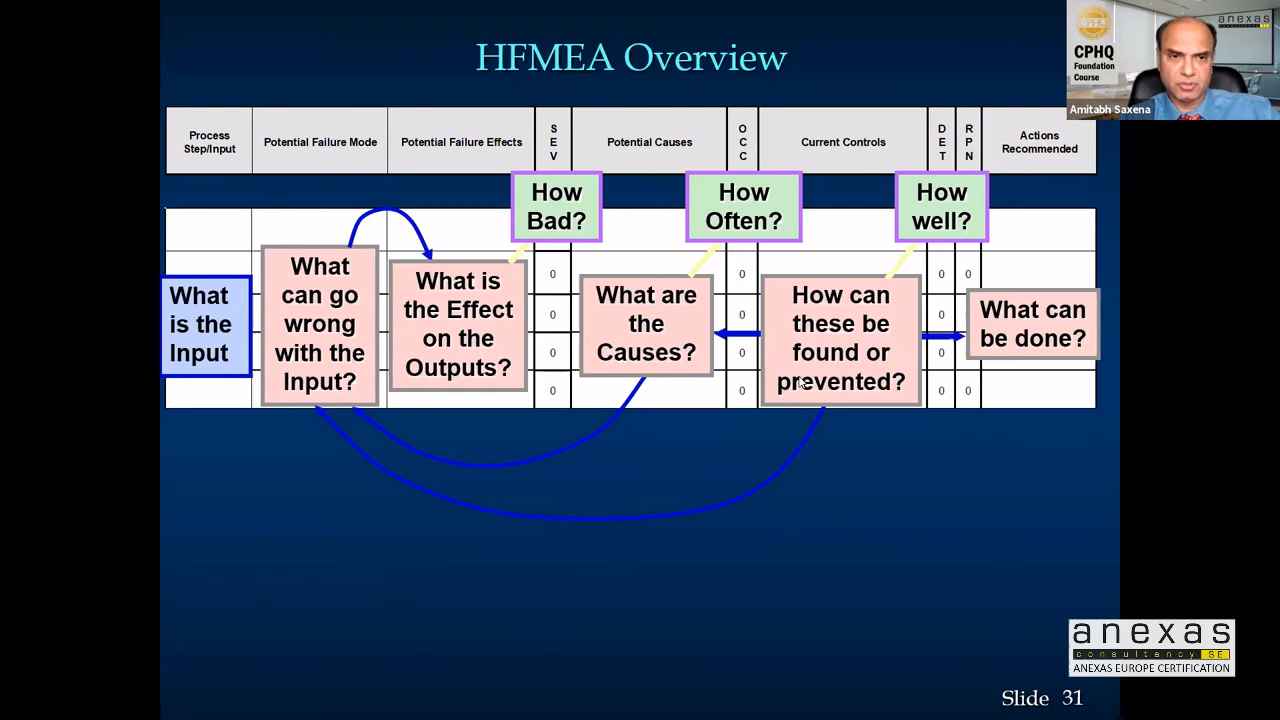 HFMEA Overview
CPHQ
CPHQ
Foundation
Course
anexas
Amitabh Saxena
Process
Step/Input
Potential Failure Mode
Potential Failure Effects
S
E
V
Potential Causes
O
C
C
Current Controls
D
E
T
R
P
N
Actions
Recommended
How
Bad?
How
Often?
How
well?
What
is the
Input
What
can go
wrong
with the
Input?
What is
the Effect
on the
Outputs?
What are
the
Causes?
How can
these be
found or
prevented?
What can
be done?
0 0 0 0
0 0 0
0 0 0
0 0 0 0
anexas
consultancy SE
ANEXAS EUROPE CERTIFICATION
Slide 31